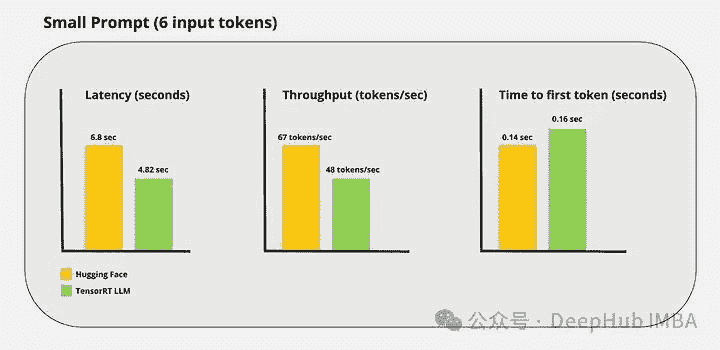 Small Prompt (6 input tokens)
Latency (seconds)
6.8 sec
4.82 sec
Throughput (tokens/sec)
67 tokens/sec
48 tokens/sec
Time to first token (seconds)
0.14 sec
0.16 sec
Hugging Face
TensorRT LLM
公众号 · DeepHub IMBA